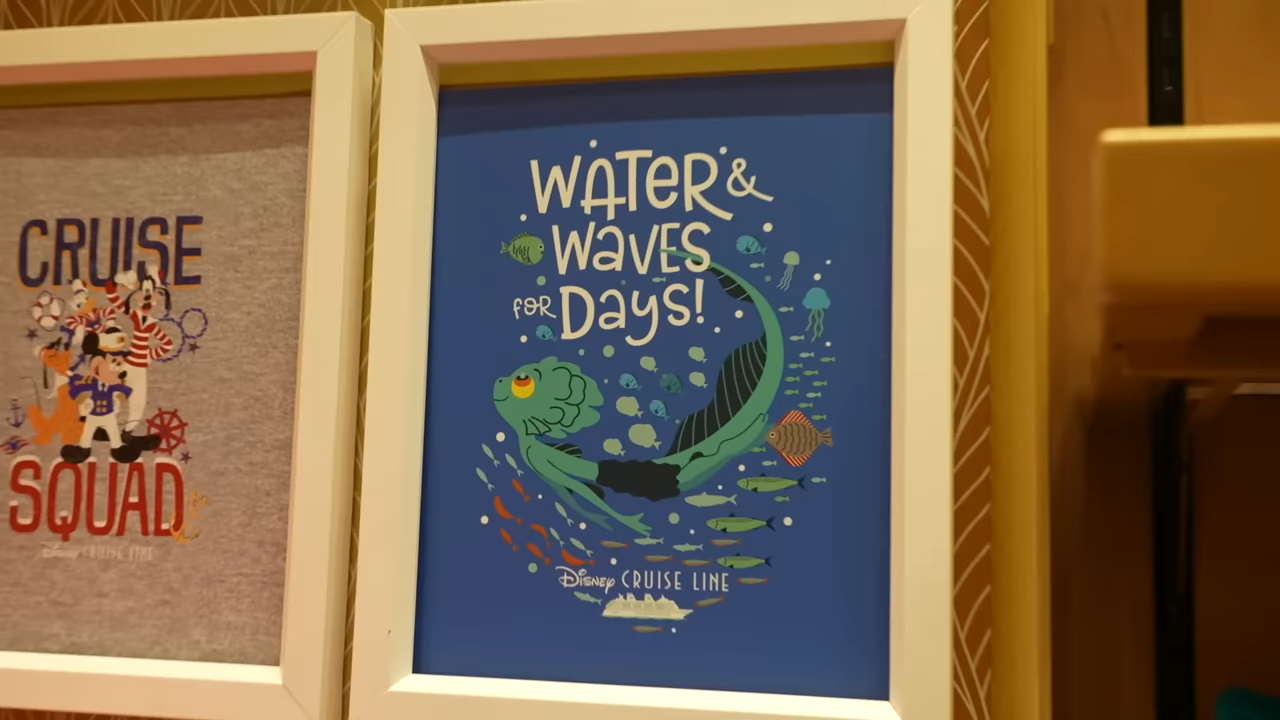 CRUISE
SQUAD
Disney CRUISE LINE
WATER &
WAVES
FOR Days!
Disney CRUISE LINE